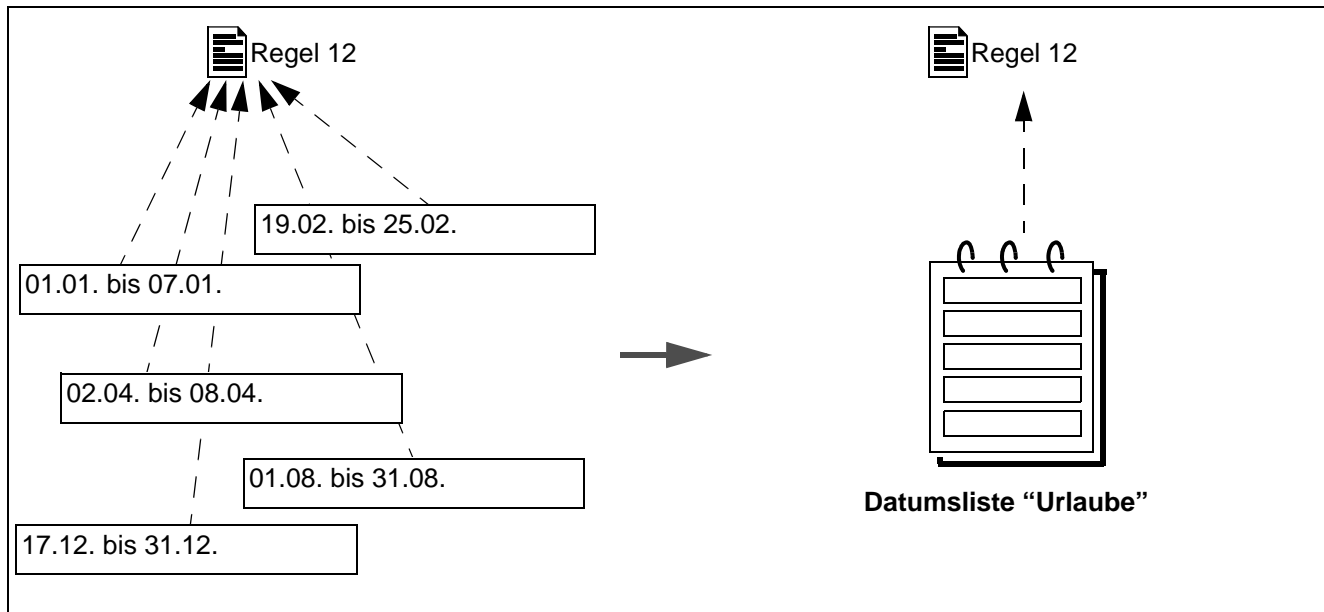 Regel 12
Regel 12
19.02. bis 25.02.
01.01. bis 07.01.
02.04. bis 08.04.
01.08. bis 31.08.
17.12. bis 31.12.
Datumsliste “Urlaube”